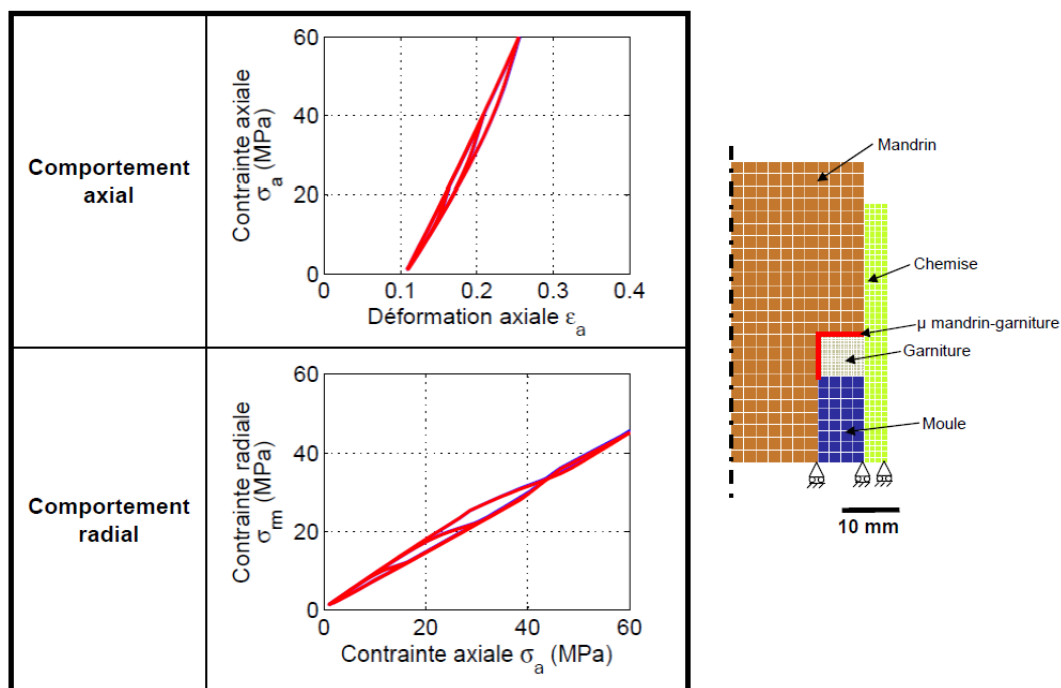 Comportement
axial
Contrainte axiale
σa (MPa)
60
40
20
0
0 0.1 0.2 0.3 0.4
Déformation axiale εa
Comportement
radial
Contrainte radiale
σrm (MPa)
60
40
20
0
0 20 40 60
Contrainte axiale σa (MPa)
Mandrin
Chemise
μ mandrin-garniture
Garniture
Moule
10 mm